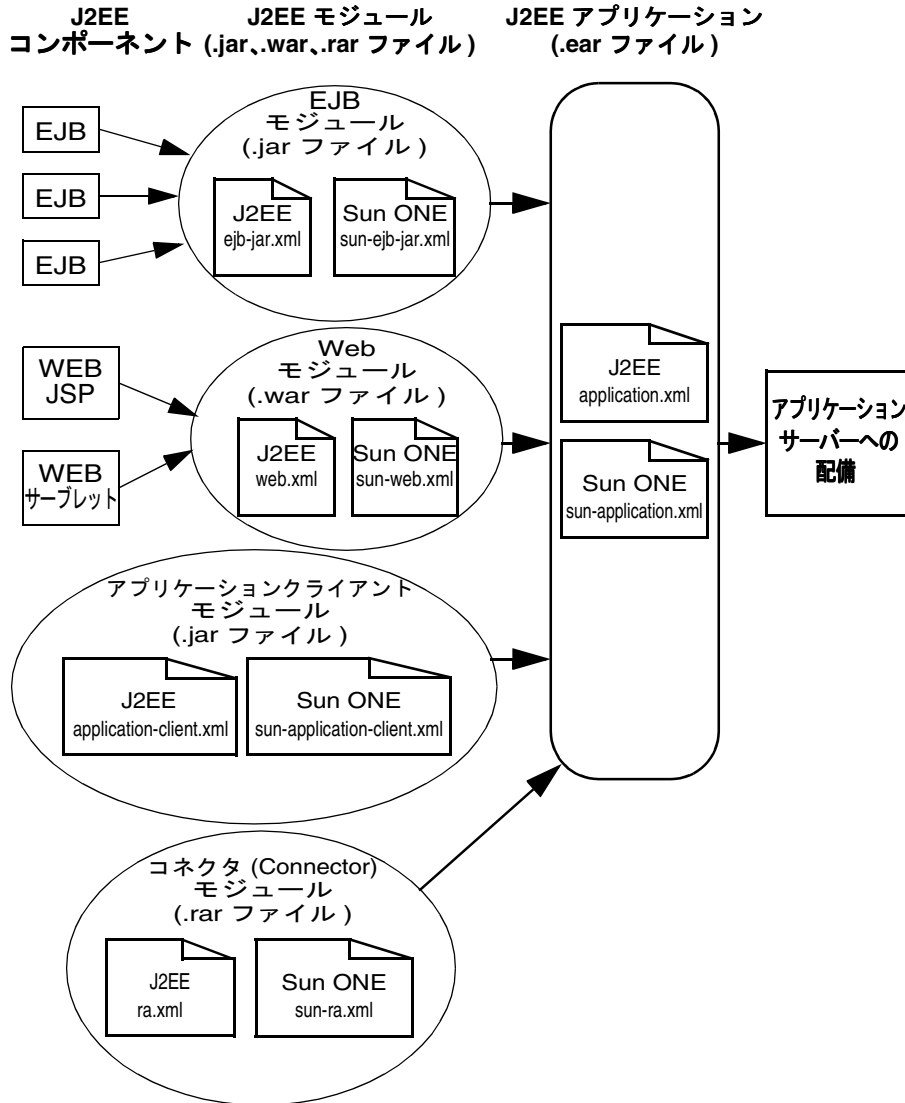 J2EE
コンポーネント
J2EE モジュール
(.jar、.war、.rar ファイル )
J2EE アプリケーション
(.ear ファイル )
EJB
EJB
EJB
EJB
モジュール
(.jar ファイル )
J2EE
ejb-jar.xml
Sun ONE
sun-ejb-jar.xml
WEB
JSP
WEB
サーブレット
Web
モジュール
(.war ファイル )
J2EE
web.xml
Sun ONE
sun-web.xml
アプリケーションクライアント
モジュール
(.jar ファイル )
J2EE
application-client.xml
Sun ONE
sun-application-client.xml
コネクタ (Connector)
モジュール
(.rar ファイル )
J2EE
ra.xml
Sun ONE
sun-ra.xml
J2EE
application.xml
Sun ONE
sun-application.xml
アプリケーション
サーバーへの
配備